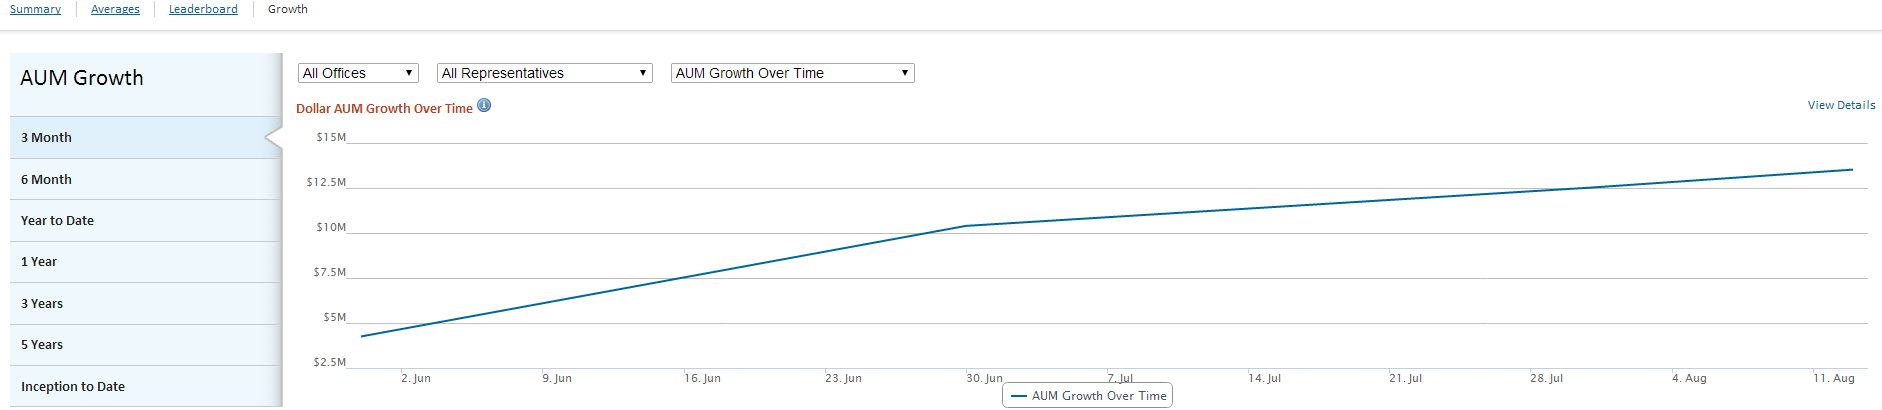 Summary Averages Leaderboard Growth
AUM Growth
3 Month
6 Month
Year to Date
1 Year
3 Years
5 Years
Inception to Date
All Offices All Representatives AUM Growth Over Time
Dollar AUM Growth Over Time
View Details
$15M
$12.5M
$10M
$7.5M
$5M
$2.5M
2. Jun 9. Jun 16. Jun 23. Jun 30. Jun 7. Jul 14. Jul 21. Jul 28. Jul 4. Aug 11. Aug
AUM Growth Over Time